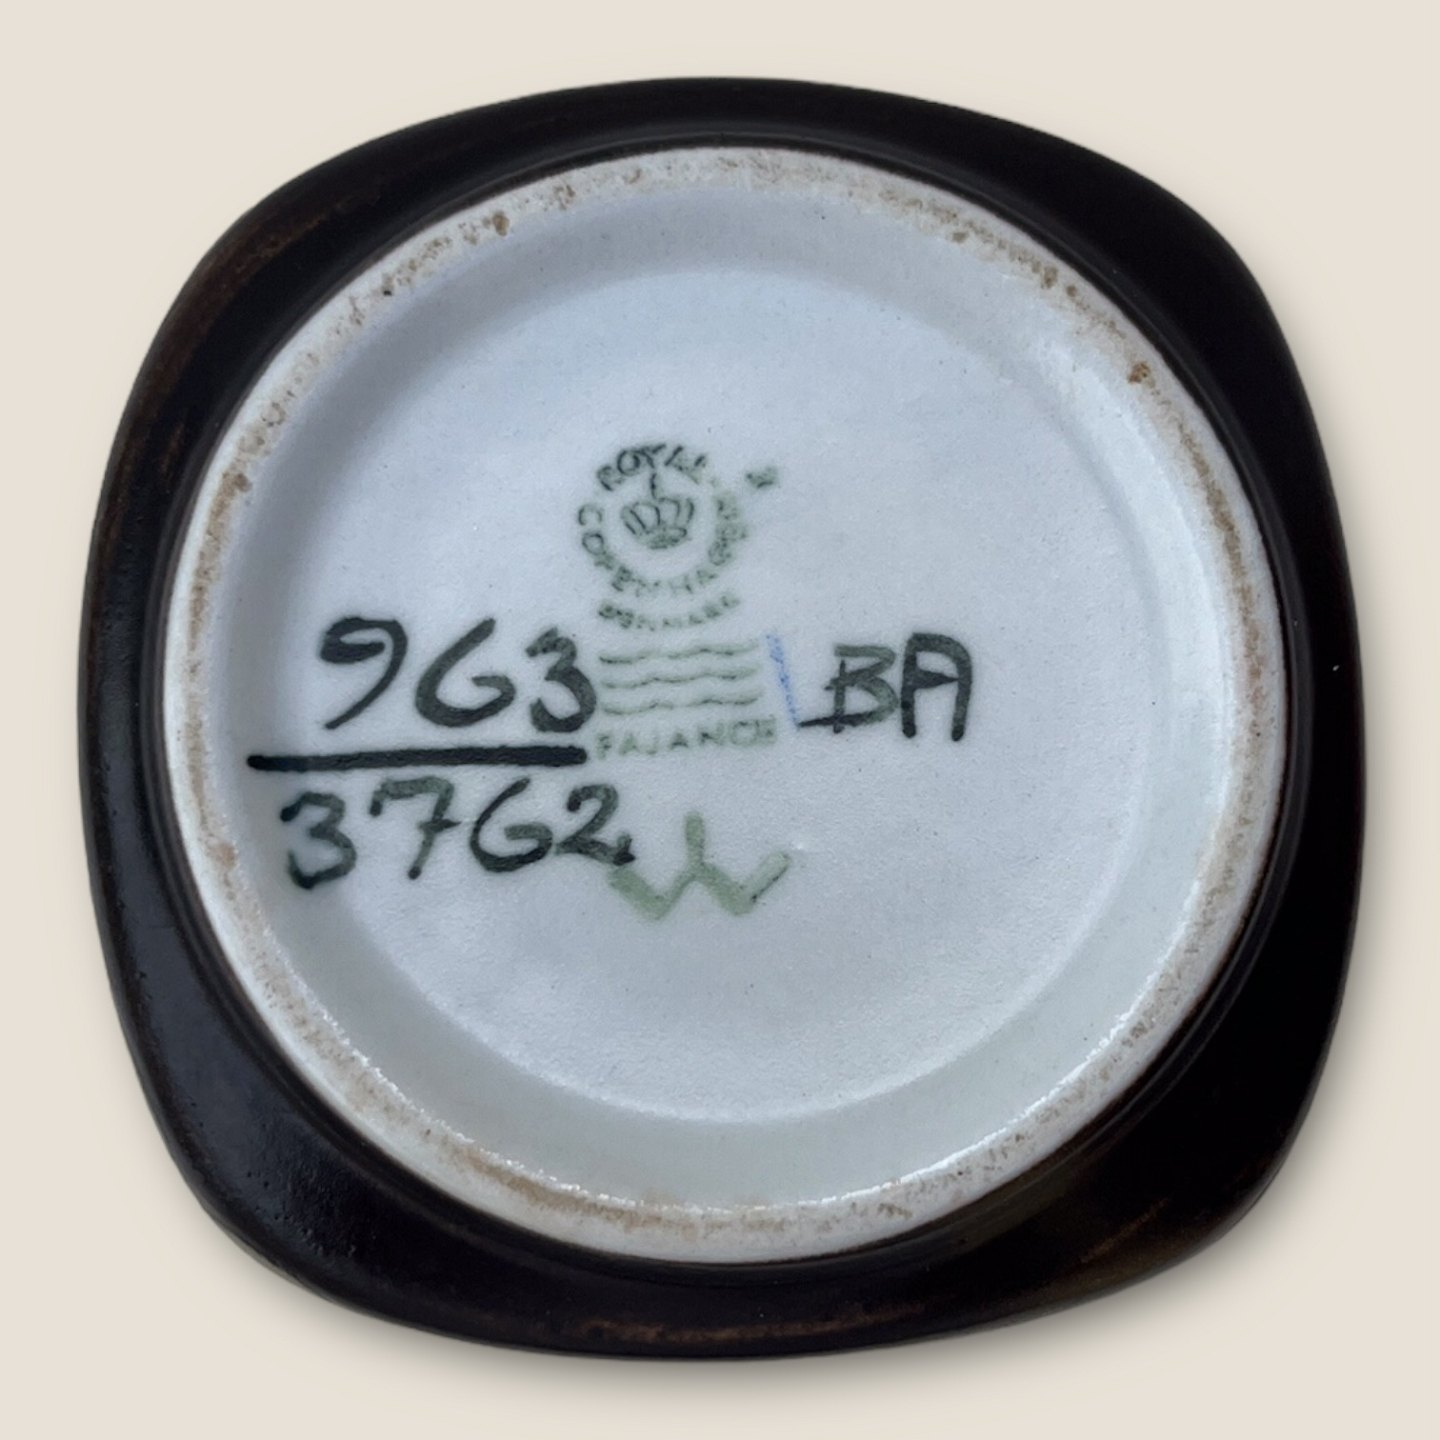 ROYAL COPENHAGEN
DENMARK
963 BA
FAJANCE
3762
W